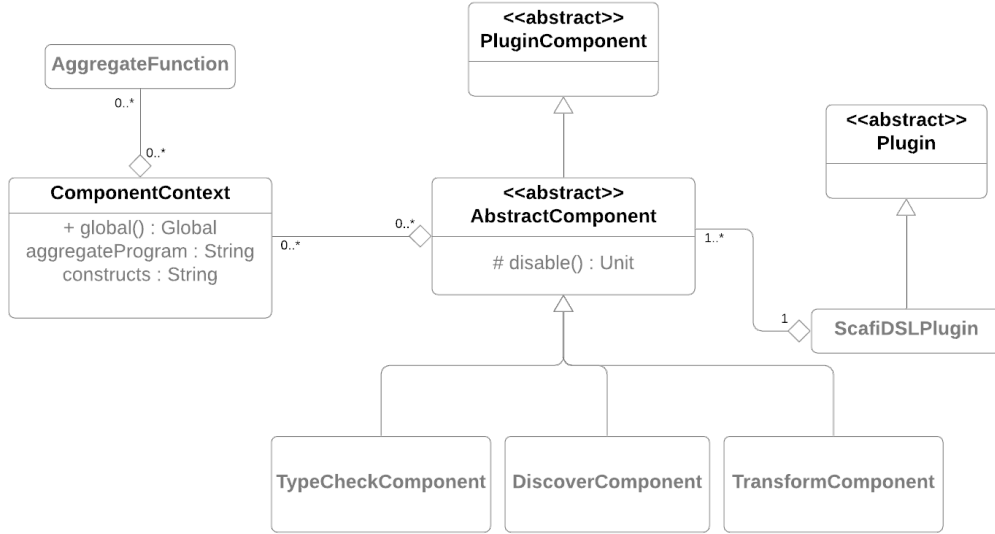 <<abstract>>
PluginComponent
AggregateFunction
0..*
0..*
<<abstract>>
Plugin
ComponentContext
+ global() : Global
aggregateProgram : String
constructs : String
0..*
0..*
<<abstract>>
AbstractComponent
# disable() : Unit
1..*
1
ScafiDSLPlugin
TypeCheckComponent
DiscoverComponent
TransformComponent